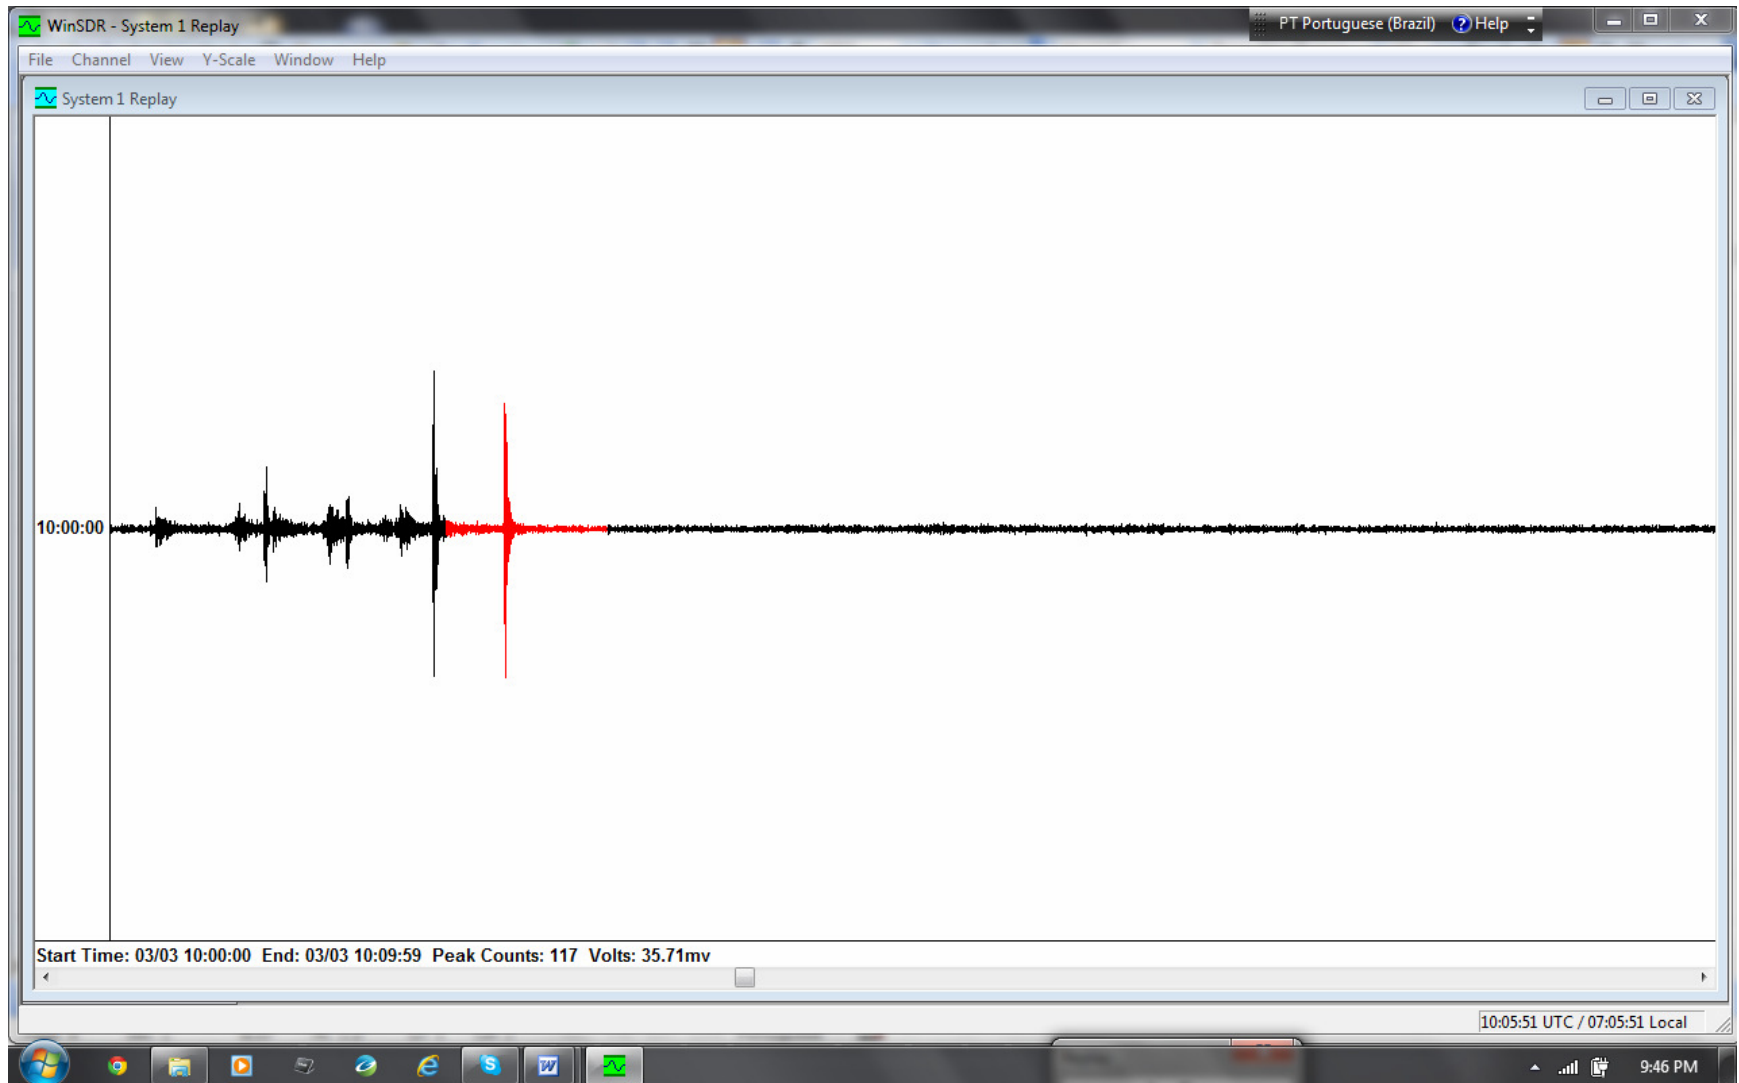 WinSDR - System 1 Replay
PT Portuguese (Brazil) ? Help
File Channel View Y-Scale Window Help
System 1 Replay
10:00:00
Start Time: 03/03 10:00:00 End: 03/03 10:09:59 Peak Counts: 117 Volts: 35.71mv
10:05:51 UTC / 07:05:51 Local
9:46 PM